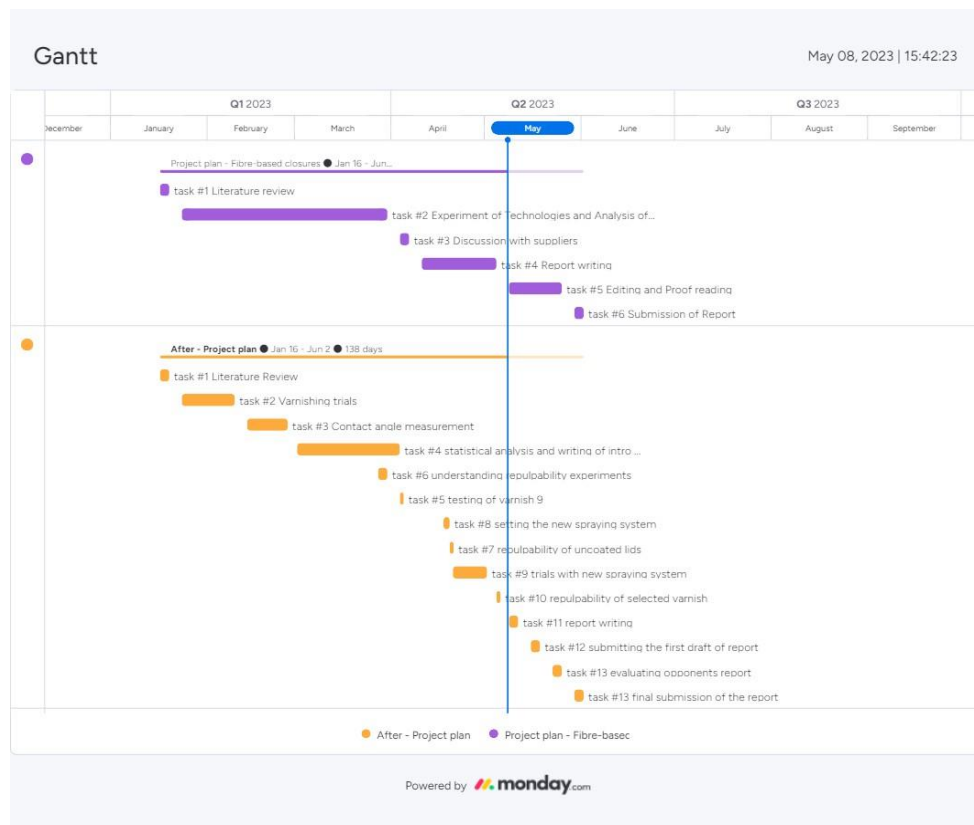 Gantt
May 08, 2023 | 15:42:23
Q1 2023 Q2 2023 Q3 2023
December January February March April May June July August September
Project plan - Fibre-based closures ● Jan 16 - Jun...
task #1 Literature review
task #2 Experiment of Technologies and Analysis of...
task #3 Discussion with suppliers
task #4 Report writing
task #5 Editing and Proof reading
task #6 Submission of Report
After - Project plan ● Jan 16 - Jun 2 ● 138 days
task #1 Literature Review
task #2 Varnishing trials
task #3 Contact angle measurement
task #4 statistical analysis and writing of intro ...
task #6 understanding repulpability experiments
task #5 testing of varnish 9
task #8 setting the new spraying system
task #7 repulpability of uncoated lids
task #9 trials with new spraying system
task #10 repulpability of selected varnish
task #11 report writing
task #12 submitting the first draft of report
task #13 evaluating opponents report
task #13 final submission of the report
After - Project plan Project plan - Fibre-basec
Powered by monday.com